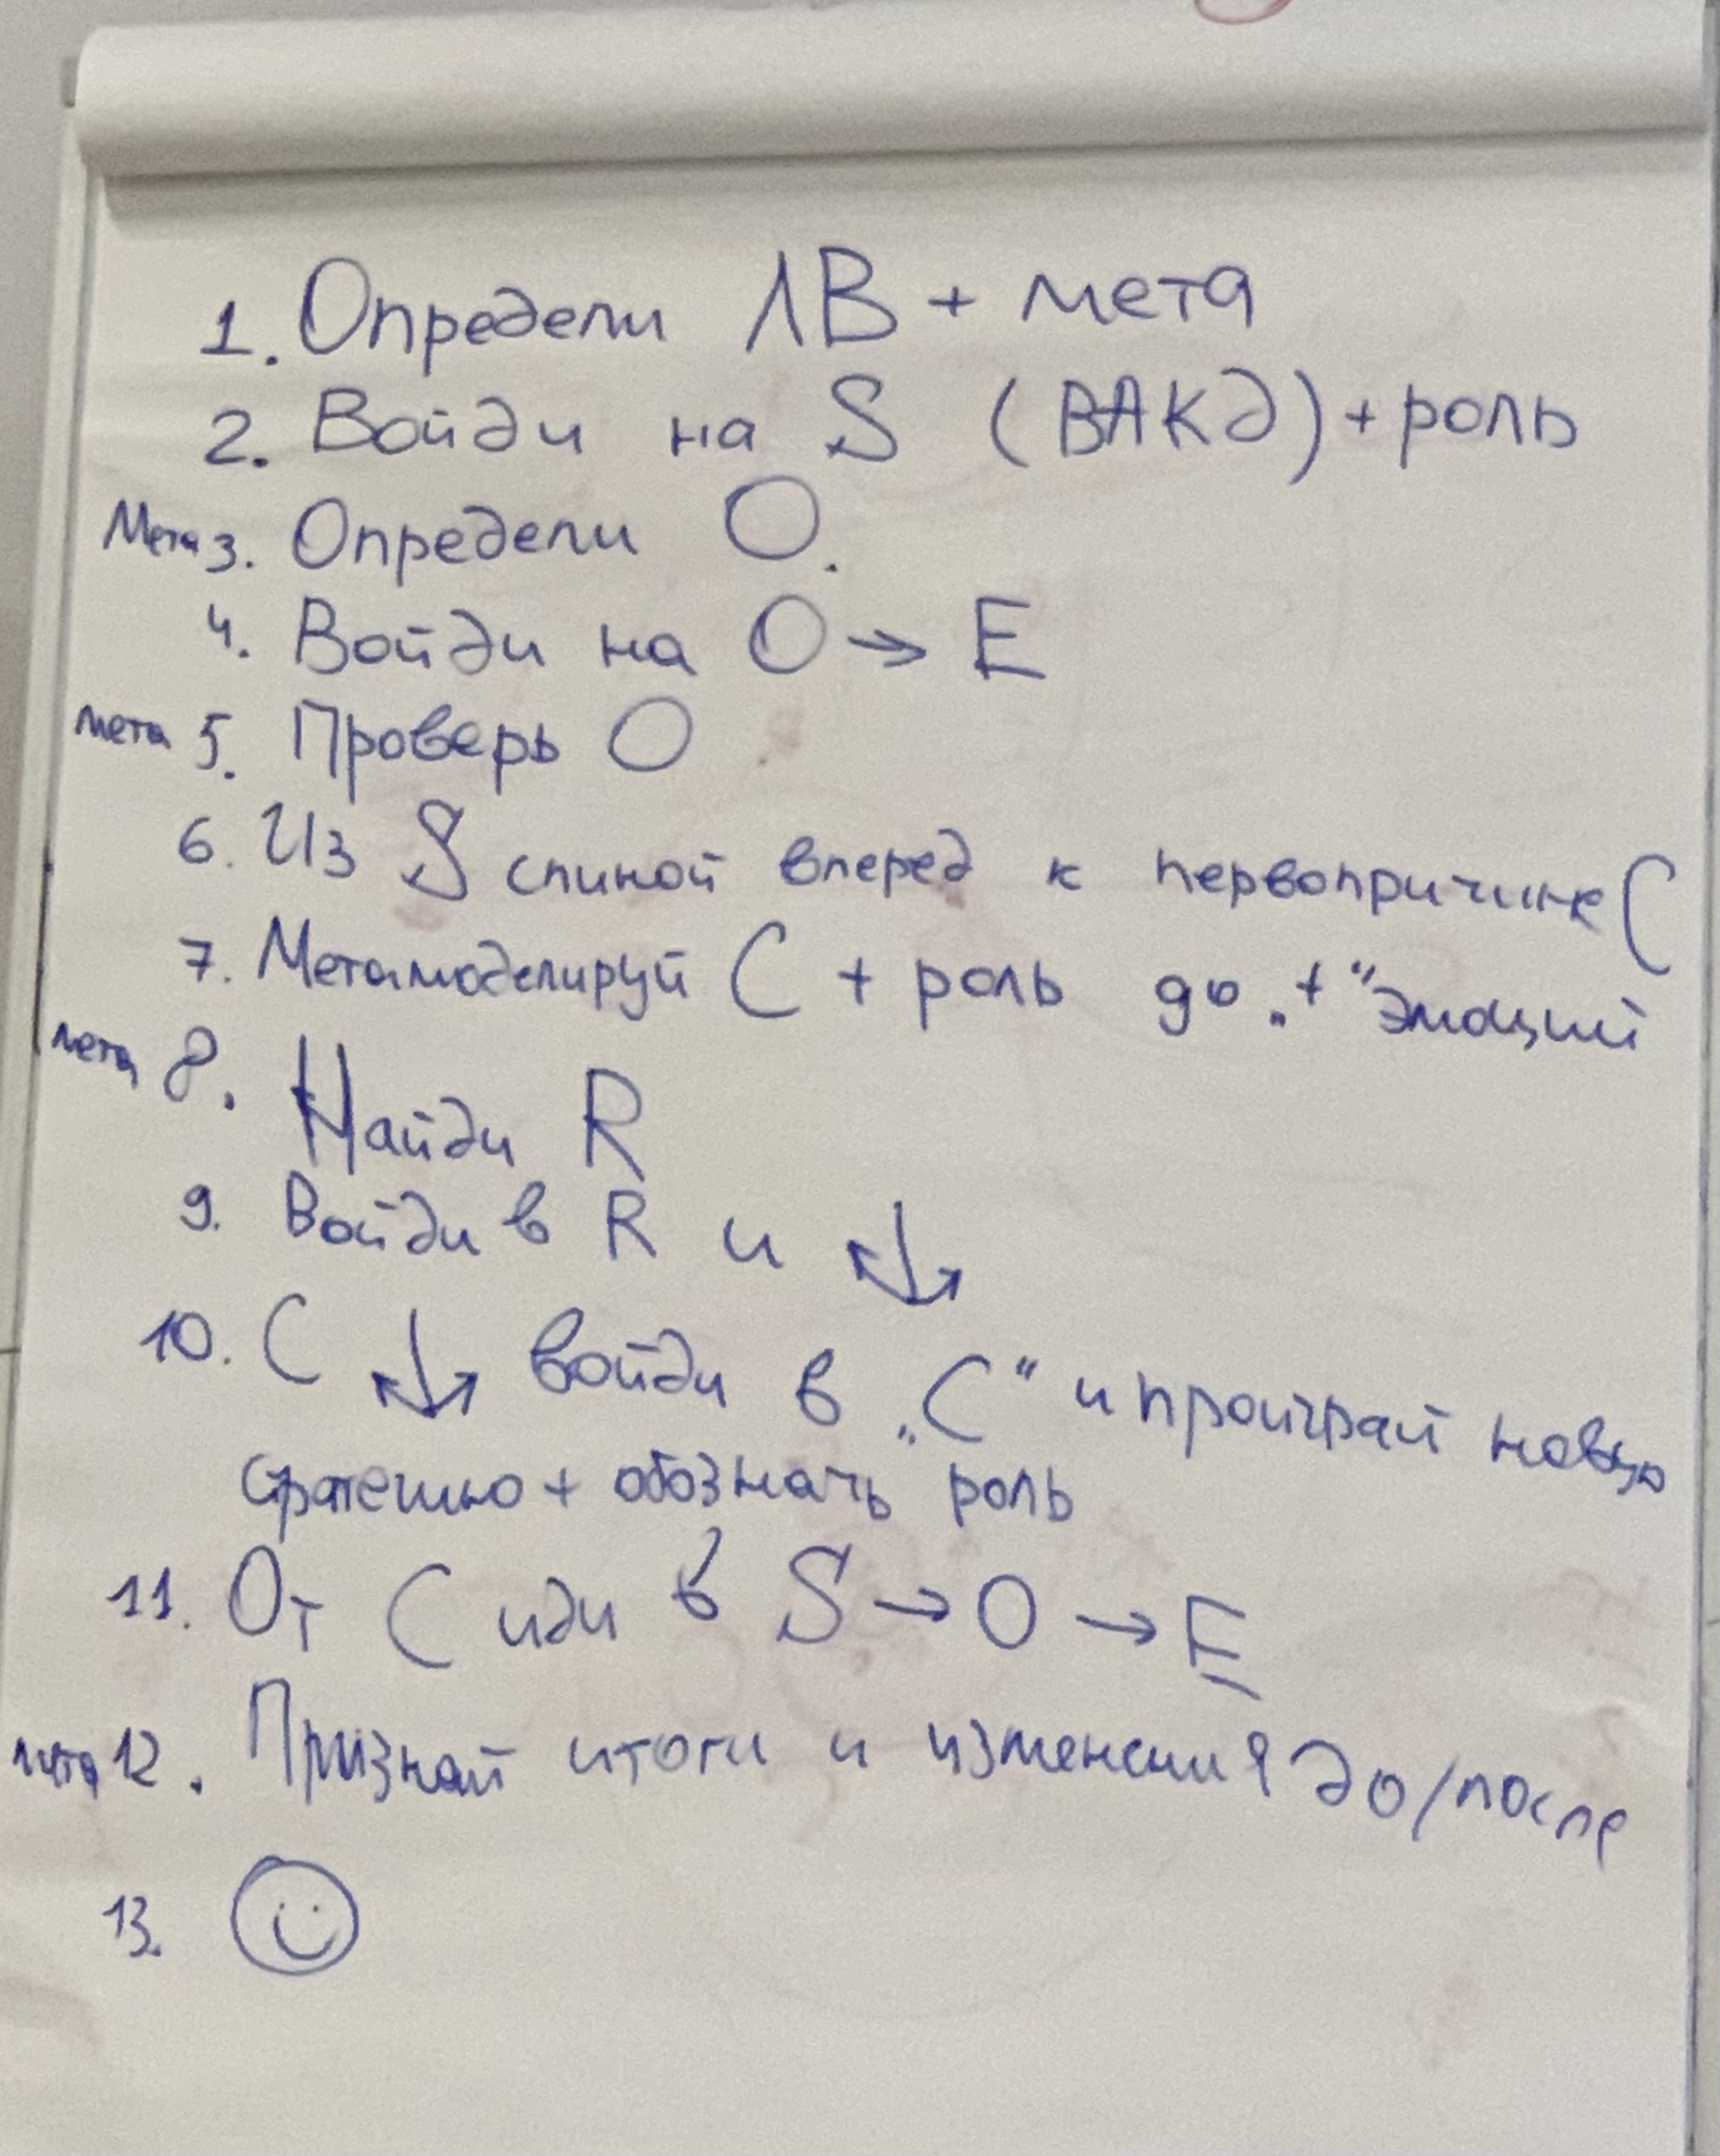 1. Определи ЛВ + мета
2. Войди на S (ВАКД) + роль
Мета 3. Определи О.
4. Войди на О → Е
мета 5. Проверь О
6. Из S спиной вперед к первопричине С
7. Метамоделируй С + роль до „+" эмоций
мета 8. Найди R
9. Войди в R и ⚓
10. С ⚓ войди в „С" и проиграй новую
стратегию + обозначь роль
11. От С иди в S → О → Е
мета 12. Признай итоги и изменения до/после
13. ☺